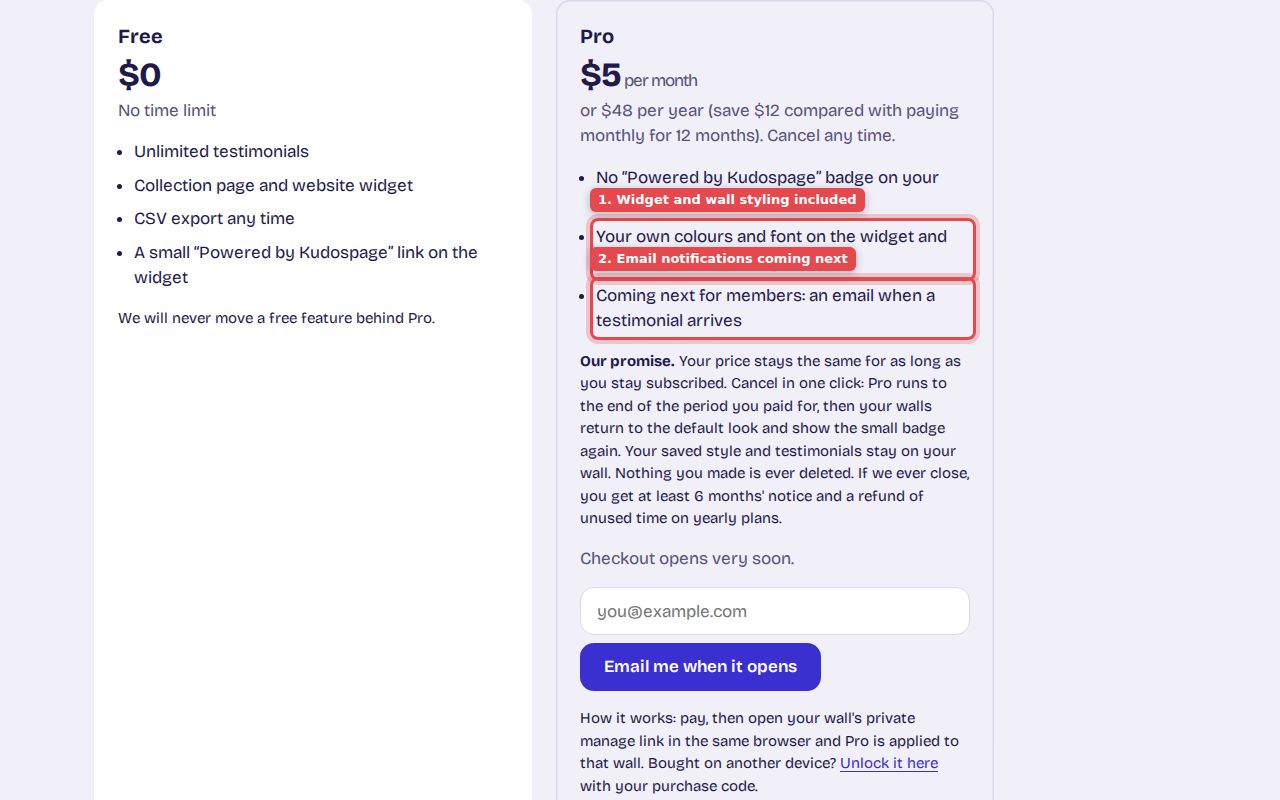 Free
$0
No time limit
Unlimited testimonials
Collection page and website widget
CSV export any time
A small “Powered by Kudospage” link on the
widget
We will never move a free feature behind Pro.
Pro
$5 per month
or $48 per year (save $12 compared with paying
monthly for 12 months). Cancel any time.
No “Powered by Kudospage” badge on your
1. Widget and wall styling included
Your own colours and font on the widget and
2. Email notifications coming next
Coming next for members: an email when a
testimonial arrives
Our promise. Your price stays the same for as long as
you stay subscribed. Cancel in one click: Pro runs to
the end of the period you paid for, then your walls
return to the default look and show the small badge
again. Your saved style and testimonials stay on your
wall. Nothing you made is ever deleted. If we ever close,
you get at least 6 months' notice and a refund of
unused time on yearly plans.
Checkout opens very soon.
you@example.com
Email me when it opens
How it works: pay, then open your wall's private
manage link in the same browser and Pro is applied to
that wall. Bought on another device? Unlock it here
with your purchase code.